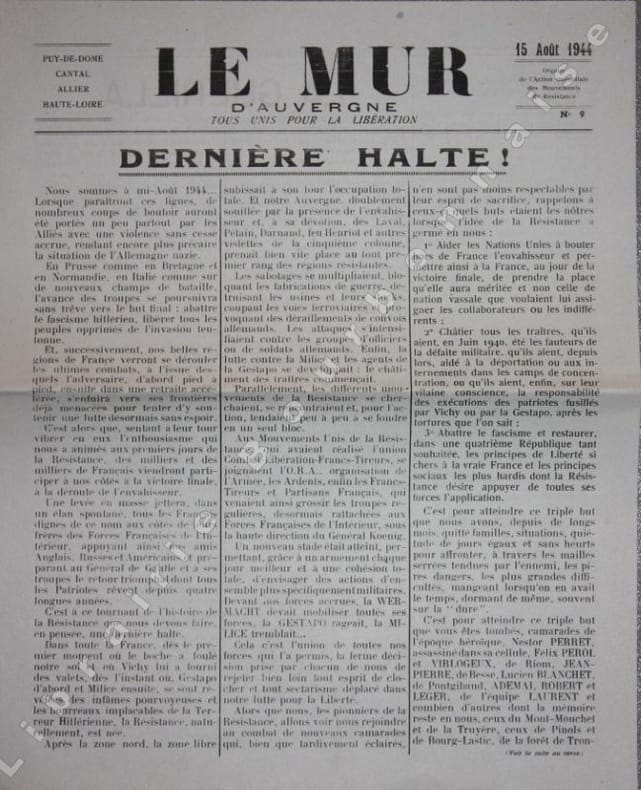 PUY-DE-DOME
CANTAL
ALLIER
HAUTE-LOIRE
LE MUR
D'AUVERGNE
TOUS UNIS POUR LA LIBÉRATION
15 Août 1944
Organe
de l'Action
des Mouvements
de Résistance
N° 9
DERNIÈRE HALTE !
Nous sommes à mi-Août 1944...
Lorsque paraîtront ces lignes, de
nombreux coups de boutoir auront
été portés un peu partout par les
Alliés avec une violence sans cesse
accrue, rendant encore plus précaire
la situation de l'Allemagne nazie.
En Prusse comme en Bretagne et
en Normandie, en Italie comme sur
de nouveaux champs de bataille,
l'avance des troupes se poursuivra
sans trêve vers le but final : abattre
le fascisme hitlérien, libérer tous les
peuples opprimés de l'invasion teu-
tonne.
Et, successivement, nos belles ré-
gions de France verront se dérouler
les ultimes combats, à l'issue des-
quels l'adversaire, d'abord pied à
pied, ensuite dans une retraite accé-
lérée, s'enduira vers ses frontières
déjà menacées pour tenter d'y sou-
tenir une lutte désormais sans espoir.
C'est alors que, sentant à leur tour
vibrer en eux l'enthousiasme qui
nous a animés aux premiers jours de
la Résistance, des milliers et des
milliers de Français viendront parti-
ciper à nos côtés à la victoire finale,
à la déroute de l'envahisseur.
Une levée en masse jettera, dans
un élan spontané, tous les Français
dignes de ce nom aux côtés de leurs
frères des Forces Françaises de l'In-
térieur, appuyant ainsi nos amis
Anglais, Russes et Américains et pré-
parant au Général de Gaulle et à ses
troupes le retour triomphal dont tous
les Patriotes rêvent depuis quatre
longues années.
C'est à ce tournant de l'histoire de
la Résistance que nous devons faire,
en pensée, une dernière halte.
Dans toute la France, dès le pre-
mier moment où le boche a foulé
notre sol et où Vichy lui a fourni
des valets, dès l'instant où, Gestapo
d'abord et Milice ensuite, se sont ré-
vélés des infâmes pourvoyeuses et
les bourreaux implacables de la Ter-
reur Hitlérienne, la Résistance, natu-
rellement, est née.
Après la zone nord, la zone libre
subissait à son tour l'occupation to-
tale. Et notre Auvergne, doublement
souillée par la présence de l'envahis-
seur et, à sa dévotion, des Laval,
Petain, Darnand, feu Henriot et autres
vedettes de la cinquième colonne,
prenait bien vite place au tout pre-
mier rang des régions résistantes.
Les sabotages se multipliaient, blo-
quant les fabrications de guerre, dé-
truisant les usines et leurs stocks,
coupant les voies ferroviaires et pro-
voquant des déraillements de convois
allemands. Les attaques s'intensi-
fiaient contre les groupes d'officiers
ou de soldats allemands. Enfin, la
lutte contre la Milice et les agents de
la Gestapo se développait : le châti-
ment des traîtres commençait.
Parallèlement, les différents mou-
vements de la Résistance se cher-
chaient, se rencontraient et, pour l'ac-
tion, tendaient peu à peu à se fondre
en un seul bloc.
Aux Mouvements Unis de la Résis-
tance, qui avaient réalisé l'union
Combat-Libération-Francs-Tireurs, se
joignaient l'O.R.A., organisation de
l'Armée, les Ardents, enfin les Francs-
Tireurs et Partisans Français, qui
venaient ainsi grossir les troupes ré-
gulières, désormais attachées aux
Forces Françaises de l'Intérieur, sous
la haute direction du Général Koenig.
Un nouveau stade était atteint, per-
mettant, grâce à un armement chaque
jour meilleur et à une cohésion to-
tale, d'envisager des actions d'en-
semble plus spécifiquement militaires.
Devant nos forces accrues, la WEHR-
MACHT devait mobiliser toutes ses
forces, la GESTAPO rageait, la MI-
LICE tremblait...
Cela c'est l'union de toutes nos
forces qui l'a permis, la ferme déci-
sion prise par chacun de nous de
rejeter bien loin tout esprit de clo-
cher et tout sectarisme déplacé dans
notre lutte pour la Liberté.
Alors que nous, pionniers de la
Résistance, allons voir nous rejoindre
au combat de nouveaux camarades
qui, bien que tardivement éclairés,
n'en sont pas moins respectables par
leur esprit de sacrifice, rappelons à
ceux-ci quels buts étaient les nôtres
lorsque l'idée de la Résistance a
germé en nous :
1° Aider les Nations Unies à bouter
hors de France l'envahisseur et per-
mettre ainsi à la France, au jour de la
victoire finale, de prendre la place
qu'elle aura méritée et non celle de
nation vassale que voulaient lui assi-
gner les collaborateurs ou les indiffé-
rents ;
2° Châtier tous les traîtres, qu'ils
aient, en Juin 1940, été les fauteurs de
la défaite militaire, qu'ils aient, depuis
lors, aidé à la déportation ou aux in-
ternements dans les camps de concen-
tration, ou qu'ils aient, enfin, sur leur
vilaine conscience, la responsabilité
des exécutions des patriotes fusillés
par Vichy ou par la Gestapo, après les
tortures que l'on sait ;
3° Abattre le fascisme et restaurer,
dans une quatrième République tant
souhaitée, les principes de Liberté si
chers à la vraie France et les principes
sociaux les plus hardis dont la Résis-
tance désire appuyer de toutes ses
forces l'application.
C'est pour atteindre ce triple but
que nous avons, depuis de longs
mois, quitté familles, situations, quié-
tude de jours égaux et sans heurts
pour affronter, à travers les mailles
serrées tendues par l'ennemi, les pi-
res dangers, les plus grandes diffi-
cultés, mangeant lorsqu'on en avait
le temps, dormant de même, souvent
sur la "dure".
C'est pour atteindre ce triple but
que vous êtes tombés, camarades de
l'époque héroïque, Nestor PERRET,
assassiné dans sa cellule, Félix PEROL
et VIRLOGEUX, de Riom, JEAN-
PIERRE, de Besse, Lucien BLANCHET,
de Pontgibaud, ADEMAI, ROBERT et
LEGER, de l'équipe LAURENT et
combien d'autres dont la mémoire
reste en nous, ceux du Mont-Mouchet
et de la Truyère, ceux de Pinols et
de Bourg-Lastic, de la forêt de Tron-
(Voir la suite au verso)
Librairie la bourbonnaise